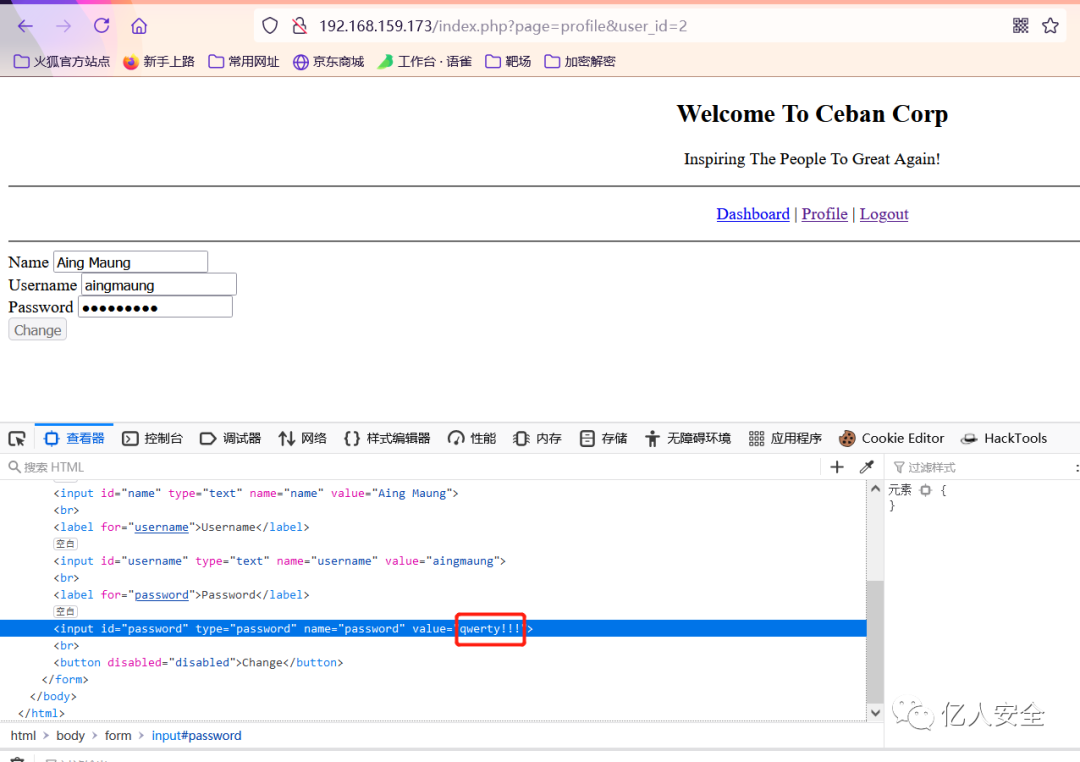 192.168.159.173/index.php?page=profile&user_id=2
火狐官方站点 新手上路 常用网址 京东商城 工作台 · 语雀 靶场 加密解密
Welcome To Ceban Corp
Inspiring The People To Great Again!
Dashboard | Profile | Logout
Name Aing Maung
Username aingmaung
Password ●●●●●●●●●
Change
查看器 控制台 调试器 网络 {} 样式编辑器 性能 内存 存储 无障碍环境 应用程序 Cookie Editor HackTools
搜索 HTML 过滤样式
<input id="name" type="text" name="name" value="Aing Maung">
元素 {
<br>
}
<label for="username">Username</label>
空白
<input id="username" type="text" name="username" value="aingmaung">
<br>
<label for="password">Password</label>
空白
<input id="password" type="password" name="password" value="qwerty!!!">
<br>
<button disabled="disabled">Change</button>
</form>
</body>
</html>
亿人安全
html > body > form > input#password